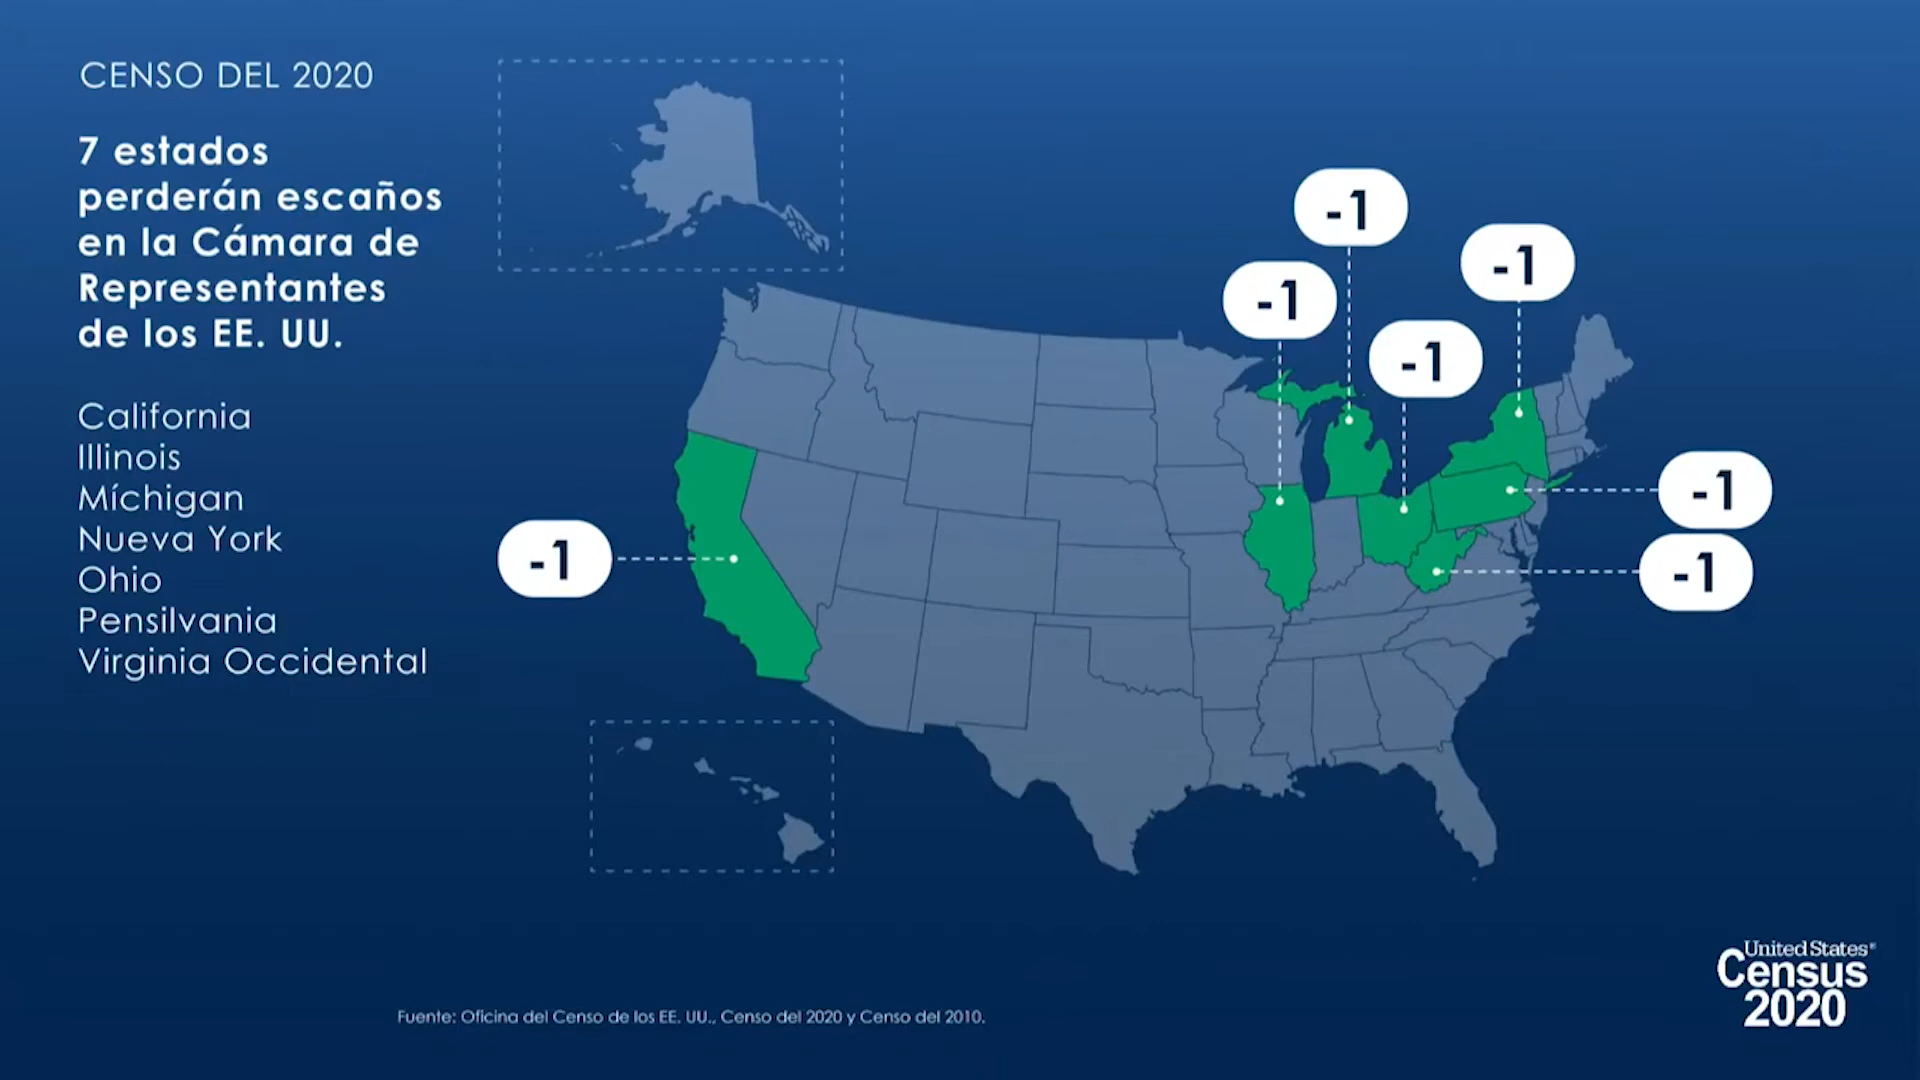 CENSO DEL 2020
7 estados
perderán escaños
en la Cámara de
Representantes
de los EE. UU.
California
Illinois
Míchigan
Nueva York
Ohio
Pensilvania
Virginia Occidental
-1
-1
-1
-1
-1
-1
-1
Fuente: Oficina del Censo de los EE. UU., Censo del 2020 y Censo del 2010.
United States®
Census
2020